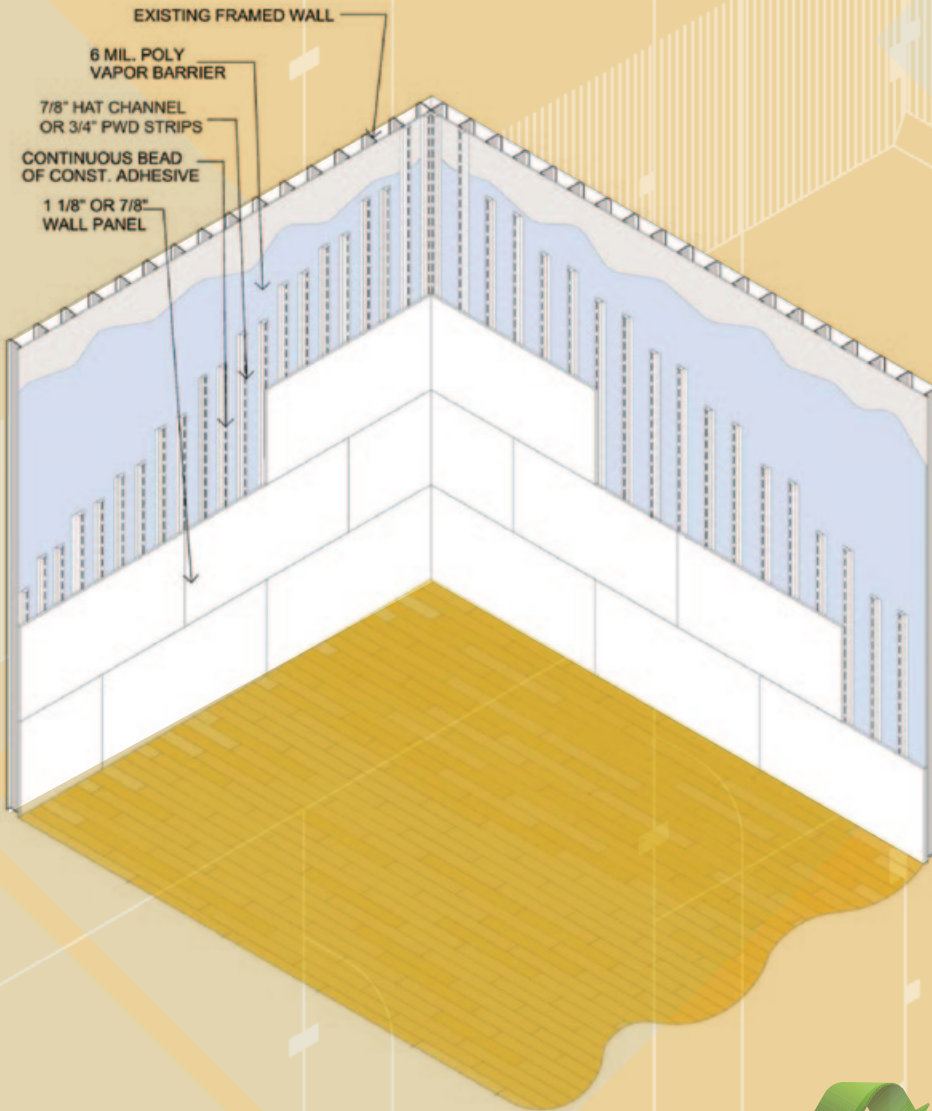 EXISTING FRAMED WALL
6 MIL. POLY
VAPOR BARRIER
7/8" HAT CHANNEL
OR 3/4" PWD STRIPS
CONTINUOUS BEAD
OF CONST. ADHESIVE
1 1/8" OR 7/8"
WALL PANEL